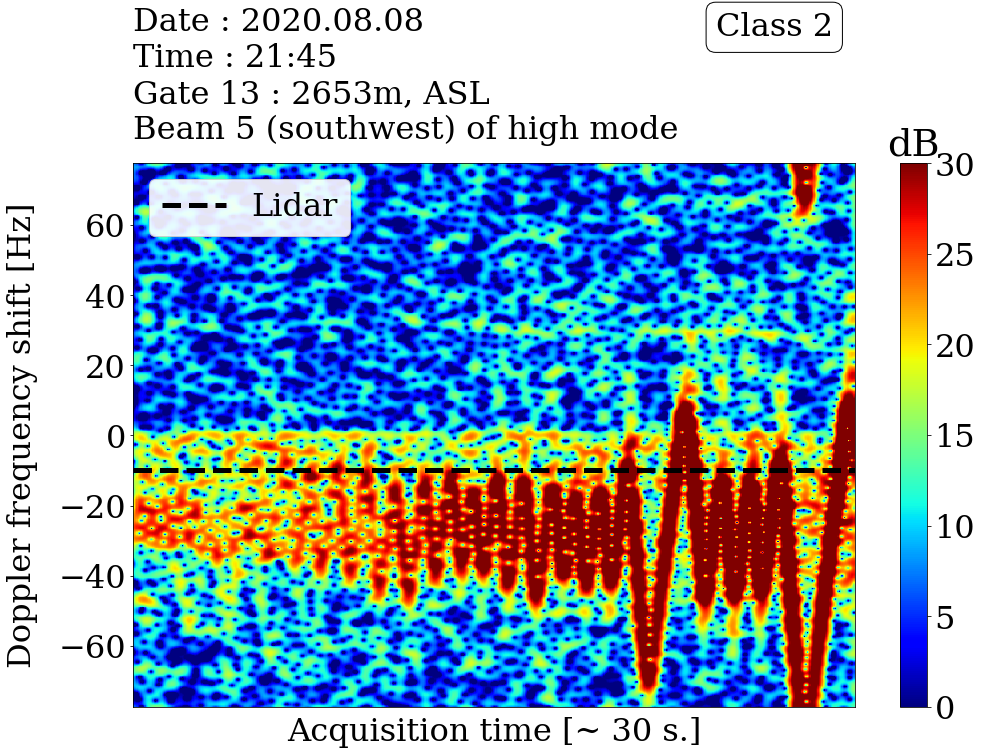 Date : 2020.08.08
Time : 21:45
Gate 13 : 2653m, ASL
Beam 5 (southwest) of high mode
Class 2
dB
Lidar
Doppler frequency shift [Hz]
60
40
20
0
−20
−40
−60
30
25
20
15
10
5
0
Acquisition time [~ 30 s.]